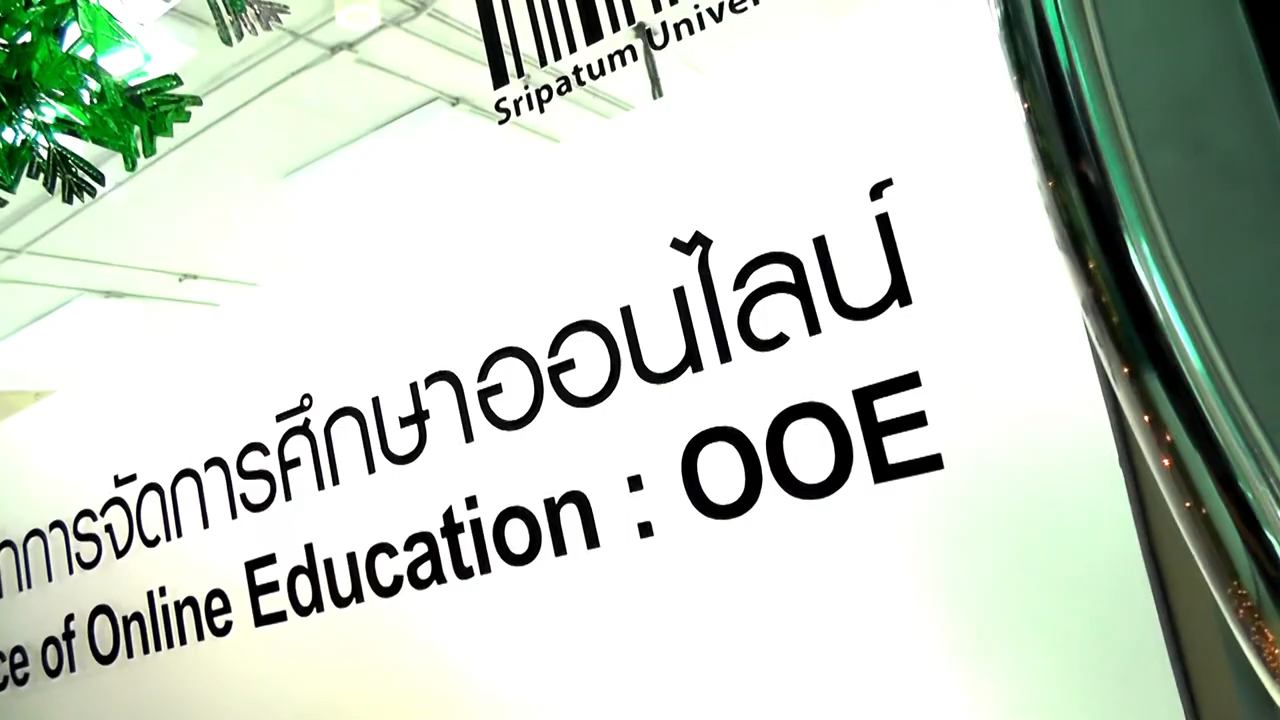 Sripatum Univer
การจัดการศึกษาออนไลน์
ce of Online Education : OOE